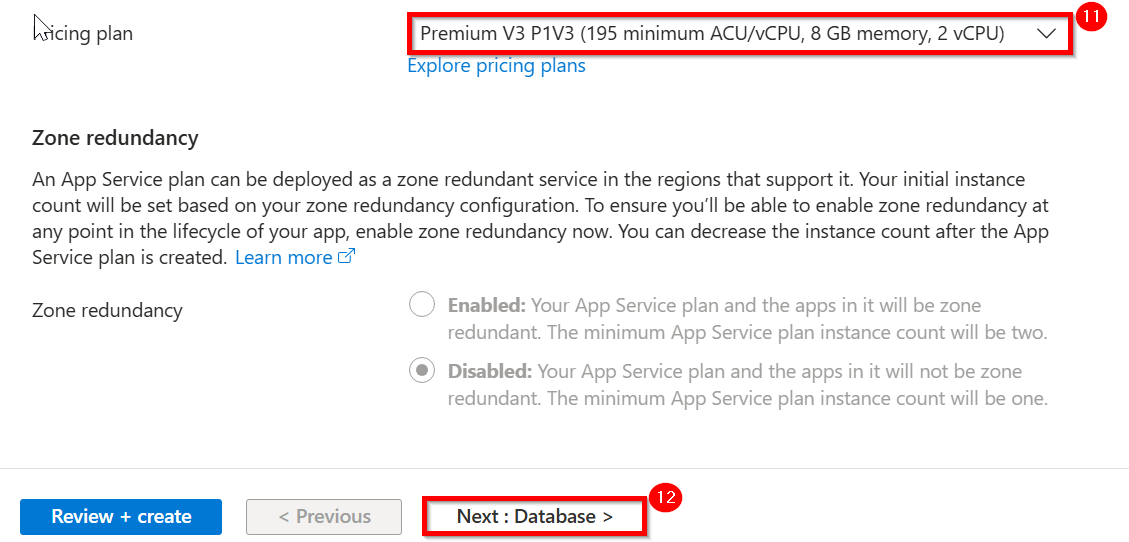 Pricing plan
Premium V3 P1V3 (195 minimum ACU/vCPU, 8 GB memory, 2 vCPU)
11
Explore pricing plans
Zone redundancy
An App Service plan can be deployed as a zone redundant service in the regions that support it. Your initial instance
count will be set based on your zone redundancy configuration. To ensure you'll be able to enable zone redundancy at
any point in the lifecycle of your app, enable zone redundancy now. You can decrease the instance count after the App
Service plan is created. Learn more
Zone redundancy
Enabled: Your App Service plan and the apps in it will be zone
redundant. The minimum App Service plan instance count will be two.
Disabled: Your App Service plan and the apps in it will not be zone
redundant. The minimum App Service plan instance count will be one.
Review + create
< Previous
Next : Database >
12